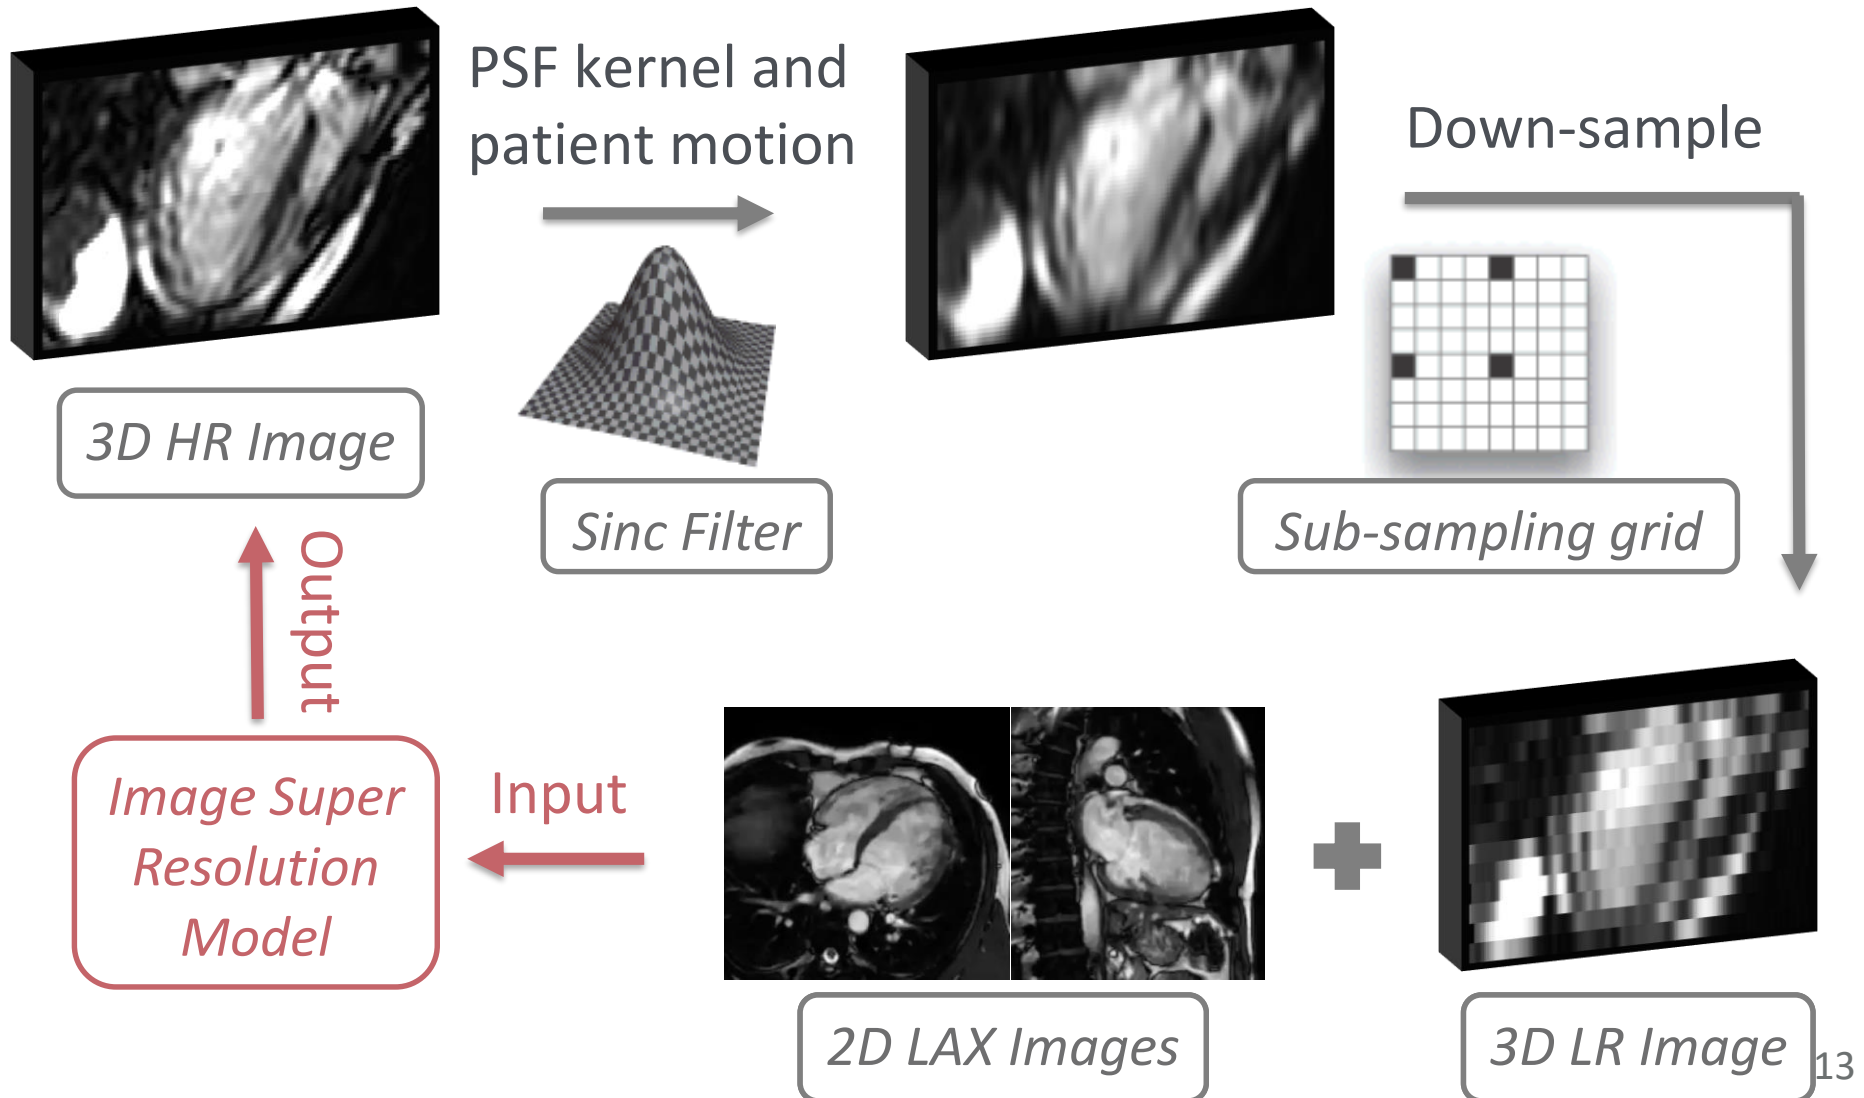 PSF kernel and
patient motion
Down-sample
3D HR Image
Sinc Filter
Sub-sampling grid
Output
Image Super
Resolution
Model
Input
2D LAX Images
3D LR Image
13